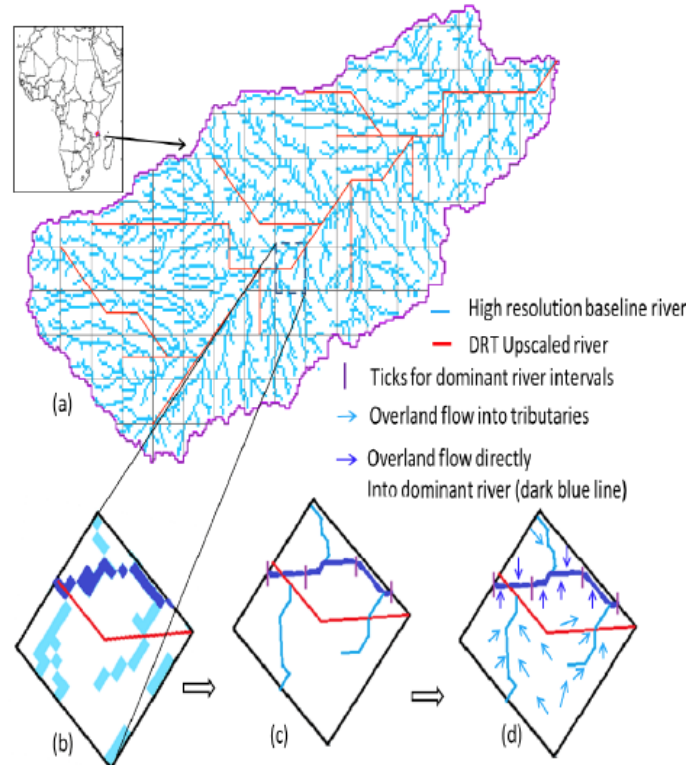 High resolution baseline river
DRT Upscaled river
Ticks for dominant river intervals
(a)
Overland flow into tributaries
Overland flow directly
Into dominant river (dark blue line)
(b)
(c)
(d)